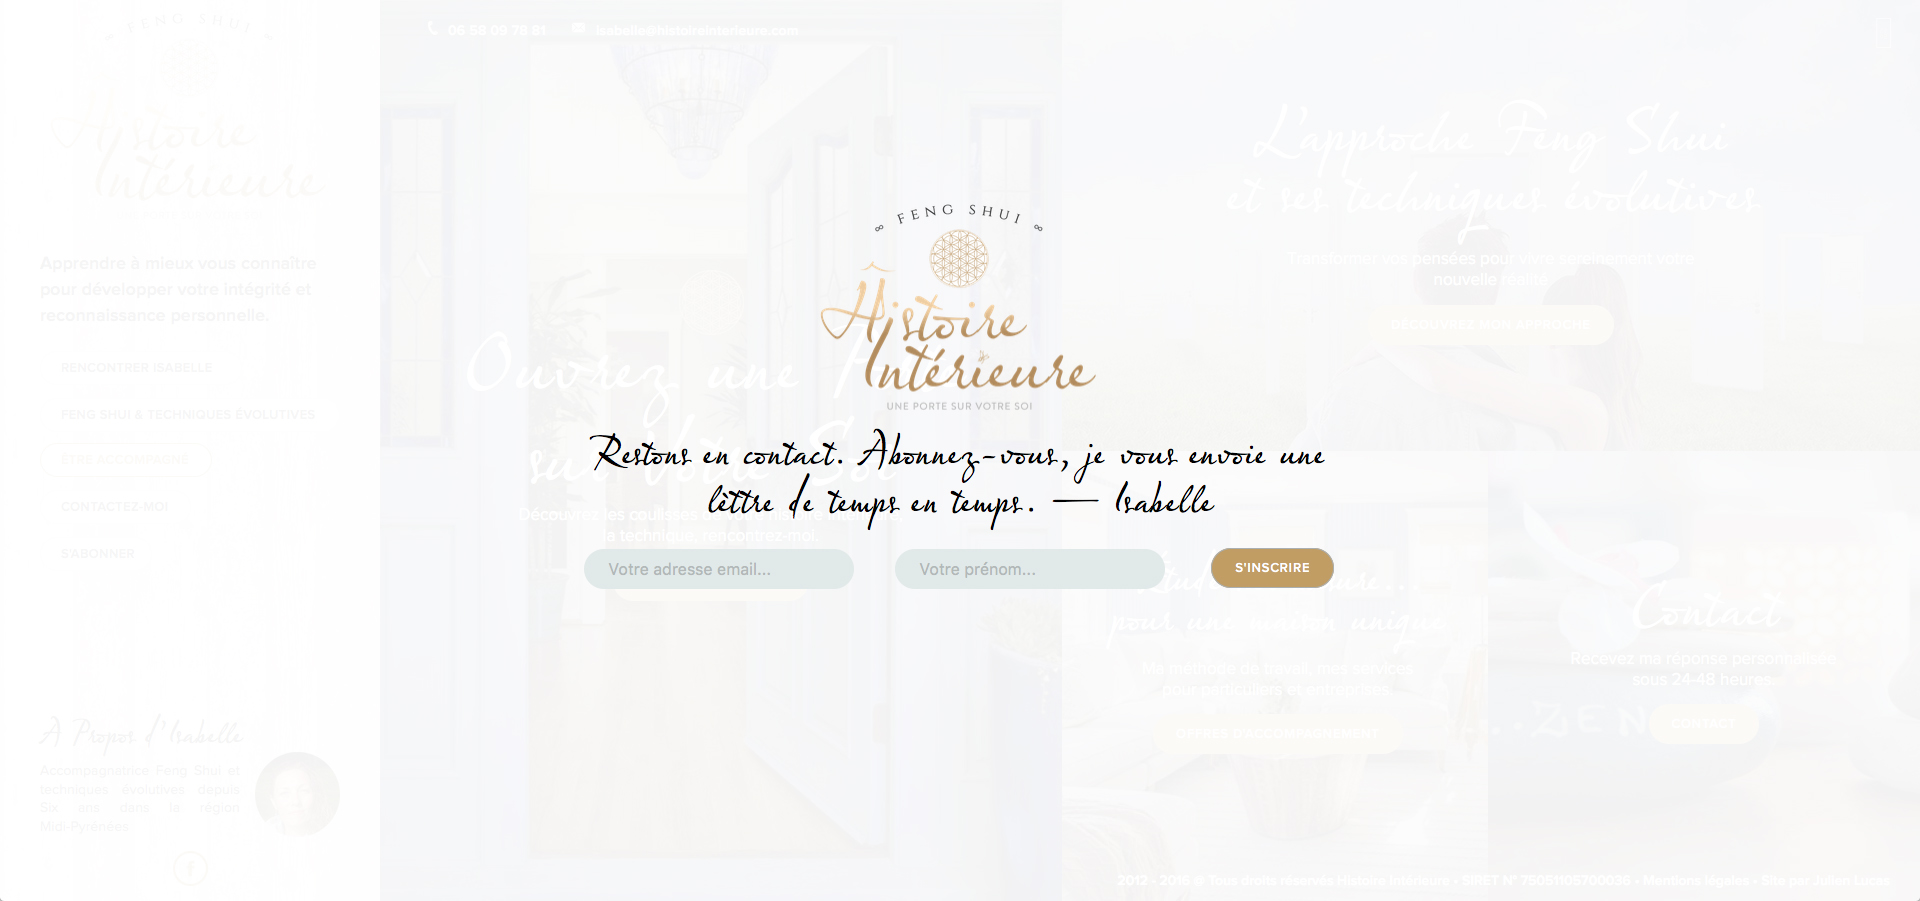 FENG SHUI
Histoire
Intérieure
Apprendre à mieux vous connaître
pour développer votre intégrité et
reconnaissance personnelle.
RENCONTRER ISABELLE
FENG SHUI & TECHNIQUES ÉVOLUTIVES
ÊTRE ACCOMPAGNÉ
CONTACTEZ-MOI
S'ABONNER
À Propos d'Isabelle
Accompagnatrice Feng Shui et
techniques évolutives depuis
Six ans dans la région
Midi Pyrénées
06 58 09 78 81
isabelle@histoireinterieure.com
Ouvrez une
sur Votre Soi
Découvrez les coulisses
la technique, rencontrez-moi.
L'approche Feng Shui
et ses techniques évolutives
Transformer vos pensées pour vivre sereinement votre
nouvelle réalité
DÉCOUVREZ MON APPROCHE
∞ FENG SHUI ∞
Histoire
Intérieure
UNE PORTE SUR VOTRE SOI
Restons en contact. Abonnez-vous, je vous envoie une
lettre de temps en temps. — Isabelle
Votre adresse email...
Votre prénom...
S'INSCRIRE
pour une maison unique
Ma méthode de travail, mes services
pour particuliers et entreprises.
OFFRES D'ACCOMPAGNEMENT
Contact
Recevez ma réponse personnalisée
sous 24-48 heures
...ZEN
CONTACT
2012 - 2016 © Tous droits réservés Histoire Intérieure • SIRET N° 75051105700036 • Mentions légales • Site par Julien Lucas